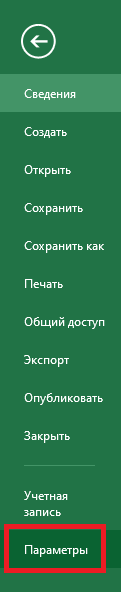 Сведения
Создать
Открыть
Сохранить
Сохранить как
Печать
Общий доступ
Экспорт
Опубликовать
Закрыть
Учетная
запись
Параметры